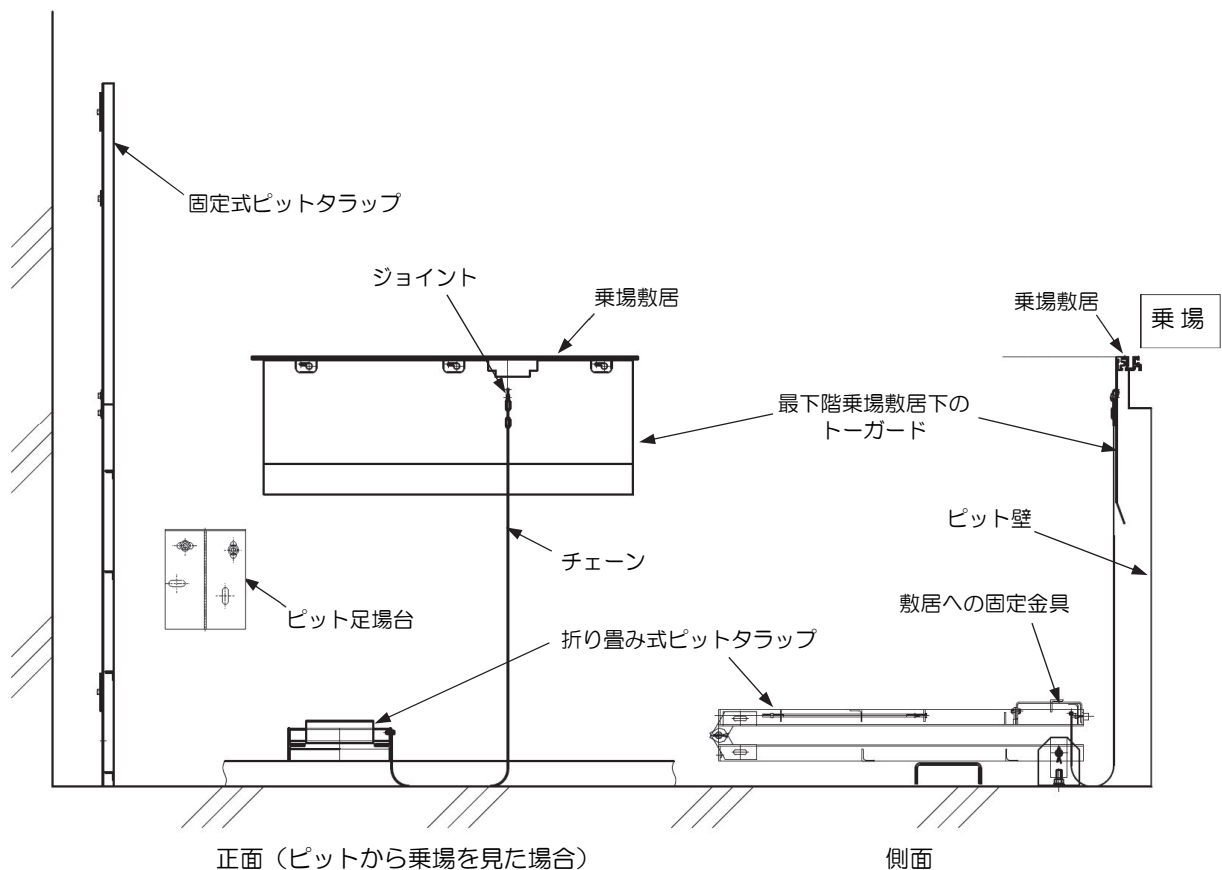 固定式ピットタラップ
ジョイント
乗場敷居
乗場敷居
乗場
最下階乗場敷居下の
トーガード
ピット壁
チェーン
敷居への固定金具
ピット足場台
折り畳み式ピットタラップ
正面（ピットから乗場を見た場合）
側面